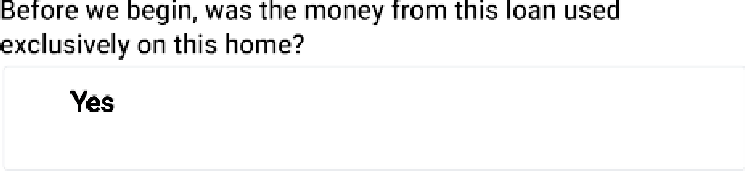 Before we begin, was the money from this loan used
exclusively on this home?
Yes